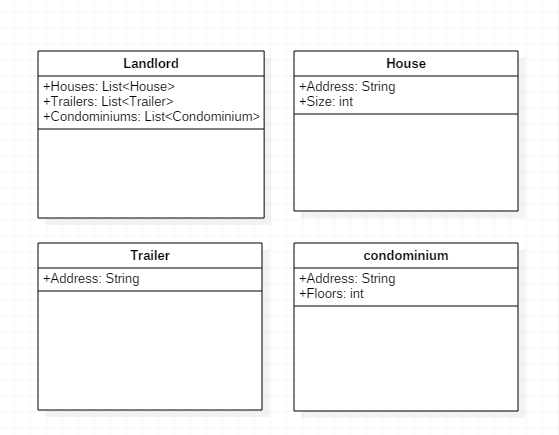 Landlord
+Houses: List<House>
+Trailers: List<Trailer>
+Condominiums: List<Condominium>
House
+Address: String
+Size: int
Trailer
+Address: String
condominium
+Address: String
+Floors: int